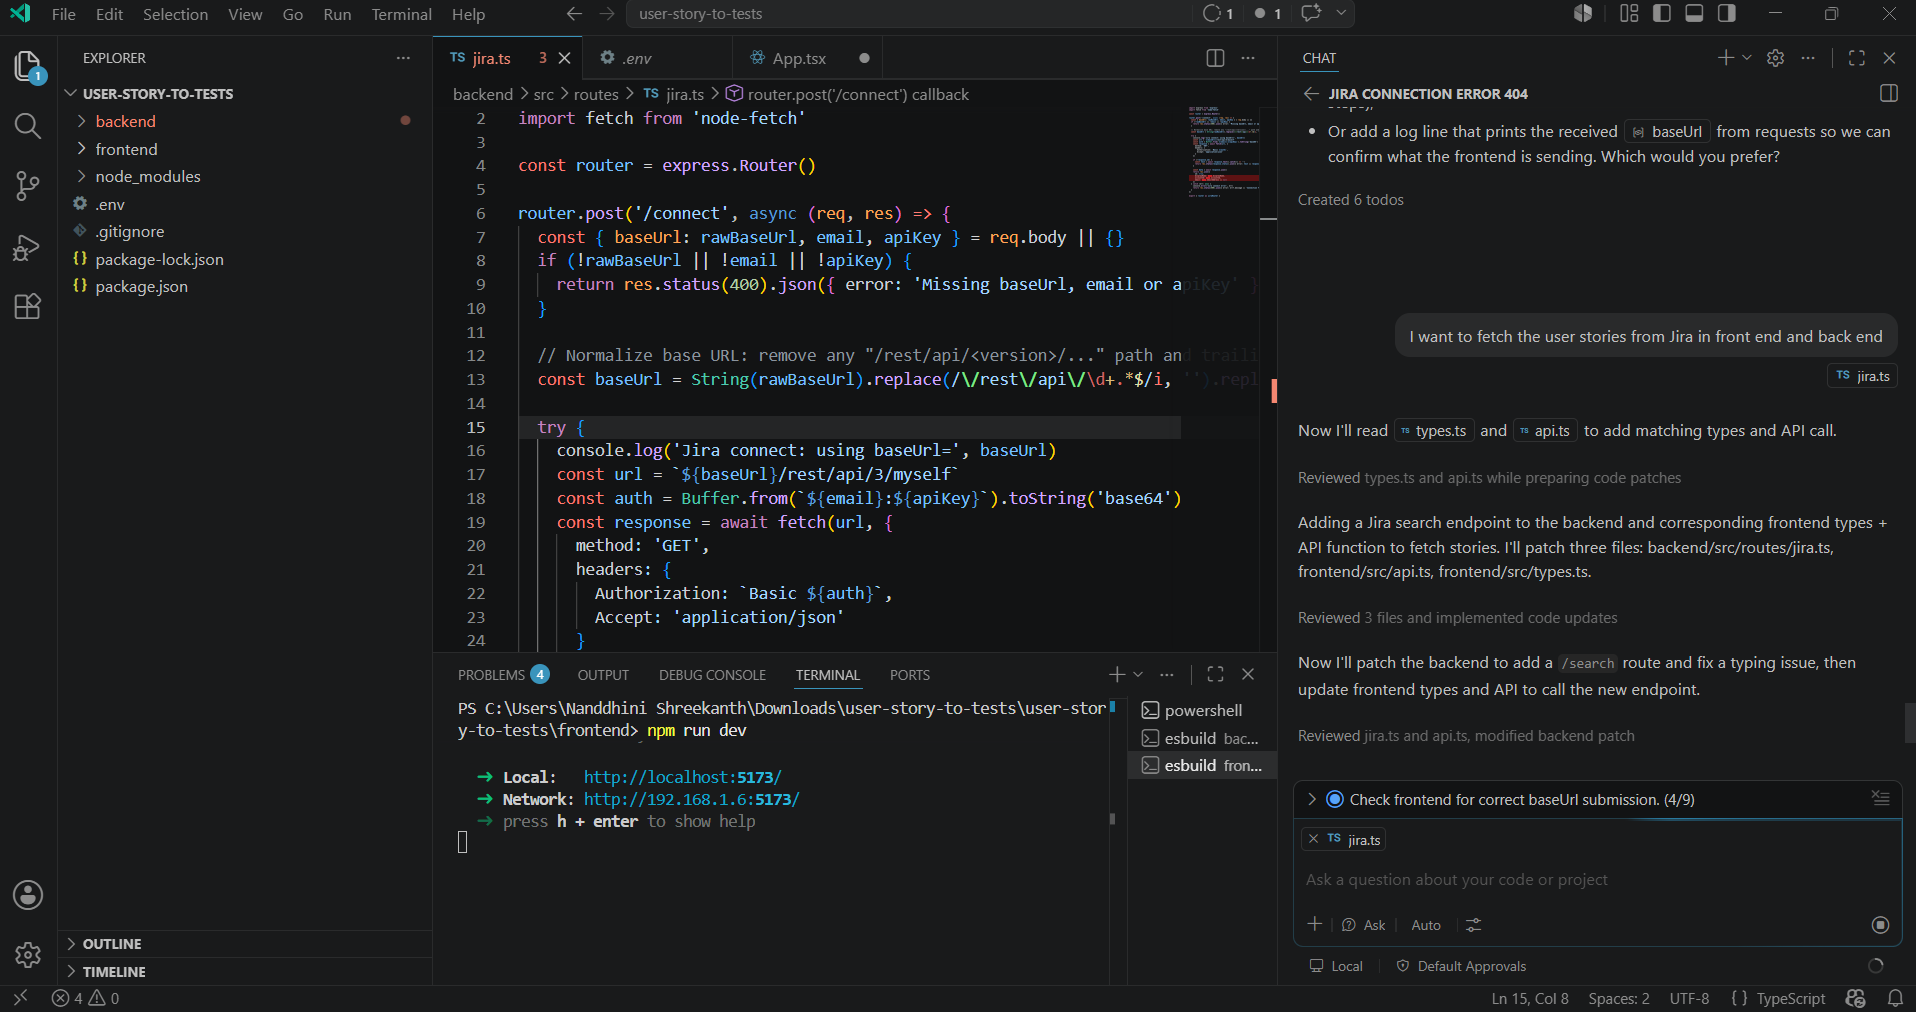 File Edit Selection View Go Run Terminal Help
user-story-to-tests
1 1
EXPLORER
USER-STORY-TO-TESTS
backend
frontend
node_modules
.env
.gitignore
package-lock.json
package.json
OUTLINE
TIMELINE
1
TS jira.ts 3
.env
App.tsx
backend > src > routes > TS jira.ts > router.post('/connect') callback
2 import fetch from 'node-fetch'
3
4 const router = express.Router()
5
6 router.post('/connect', async (req, res) => {
7 const { baseUrl: rawBaseUrl, email, apiKey } = req.body || {}
8 if (!rawBaseUrl || !email || !apiKey) {
9 return res.status(400).json({ error: 'Missing baseUrl, email or apiKey' }
10 }
11
12 // Normalize base URL: remove any "/rest/api/<version>/..." path and traili
13 const baseUrl = String(rawBaseUrl).replace(/\/rest\/api\/\d+.*$/i, '').repl
14
15 try {
16 console.log('Jira connect: using baseUrl=', baseUrl)
17 const url = `${baseUrl}/rest/api/3/myself`
18 const auth = Buffer.from(`${email}:${apiKey}`).toString('base64')
19 const response = await fetch(url, {
20 method: 'GET',
21 headers: {
22 Authorization: `Basic ${auth}`,
23 Accept: 'application/json'
24 }
PROBLEMS 4 OUTPUT DEBUG CONSOLE TERMINAL PORTS
PS C:\Users\Nanddhini Shreekanth\Downloads\user-story-to-tests\user-stor
y-to-tests\frontend> npm run dev
➜ Local: http://localhost:5173/
➜ Network: http://192.168.1.6:5173/
➜ press h + enter to show help
powershell
esbuild bac...
esbuild fron...
CHAT
JIRA CONNECTION ERROR 404
• Or add a log line that prints the received baseUrl from requests so we can
confirm what the frontend is sending. Which would you prefer?
Created 6 todos
I want to fetch the user stories from Jira in front end and back end
TS jira.ts
Now I'll read TS types.ts and TS api.ts to add matching types and API call.
Reviewed types.ts and api.ts while preparing code patches
Adding a Jira search endpoint to the backend and corresponding frontend types +
API function to fetch stories. I'll patch three files: backend/src/routes/jira.ts,
frontend/src/api.ts, frontend/src/types.ts.
Reviewed 3 files and implemented code updates
Now I'll patch the backend to add a /search route and fix a typing issue, then
update frontend types and API to call the new endpoint.
Reviewed jira.ts and api.ts, modified backend patch
Check frontend for correct baseUrl submission. (4/9)
TS jira.ts
Ask a question about your code or project
Ask Auto
Local Default Approvals
4 0
Ln 15, Col 8 Spaces: 2 UTF-8 { } TypeScript